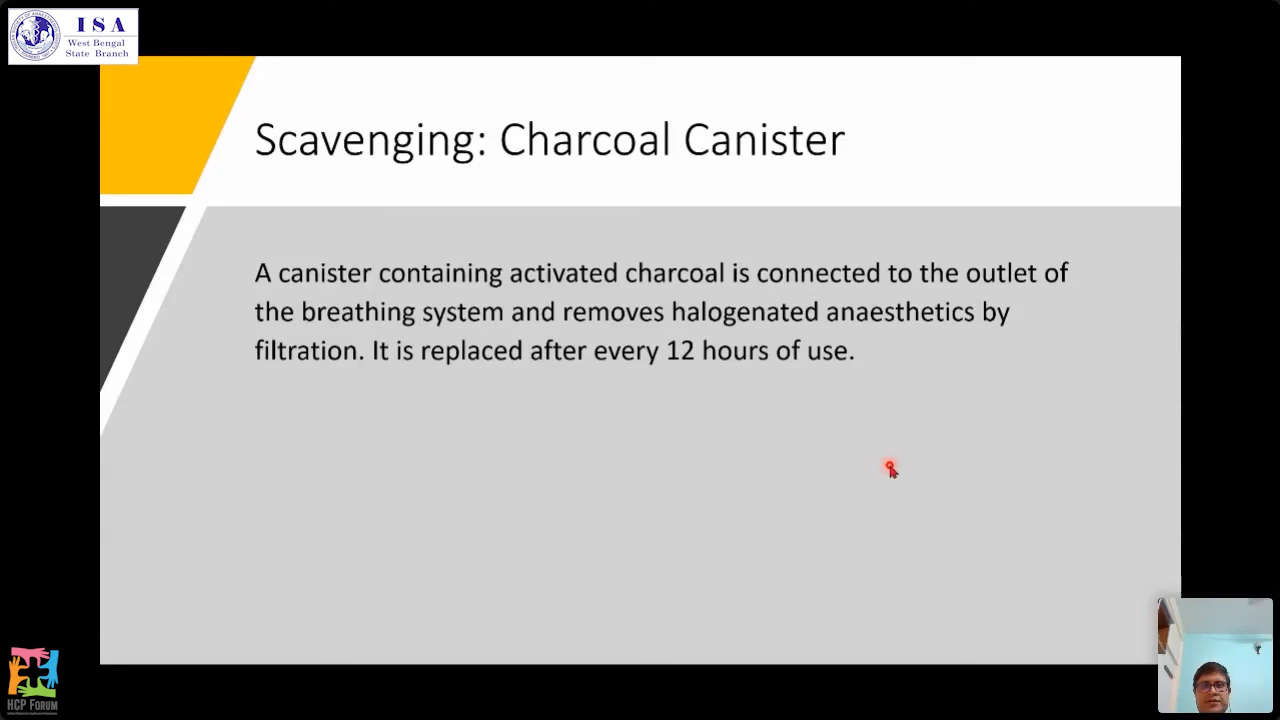 ISA
West Bengal
State Branch
Scavenging: Charcoal Canister
A canister containing activated charcoal is connected to the outlet of
the breathing system and removes halogenated anaesthetics by
filtration. It is replaced after every 12 hours of use.
HCP FORUM